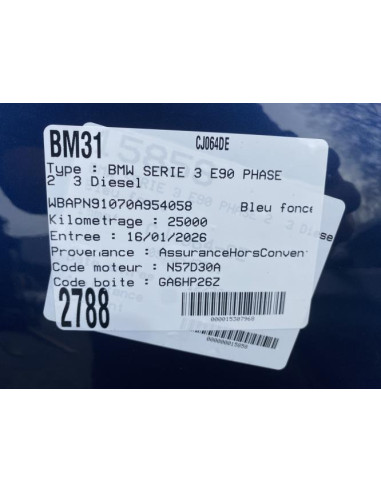 BM31 CJ064DE
Type : BMW SERIE 3 E90 PHASE
2 3 Diesel
WBAPN91070A954058 Bleu fonce
Kilometrage : 25000
Entree : 16/01/2026
Provenance : AssuranceHorsConven
Code moteur : N57D30A
Code boite : GA6HP26Z
2788
000015307968